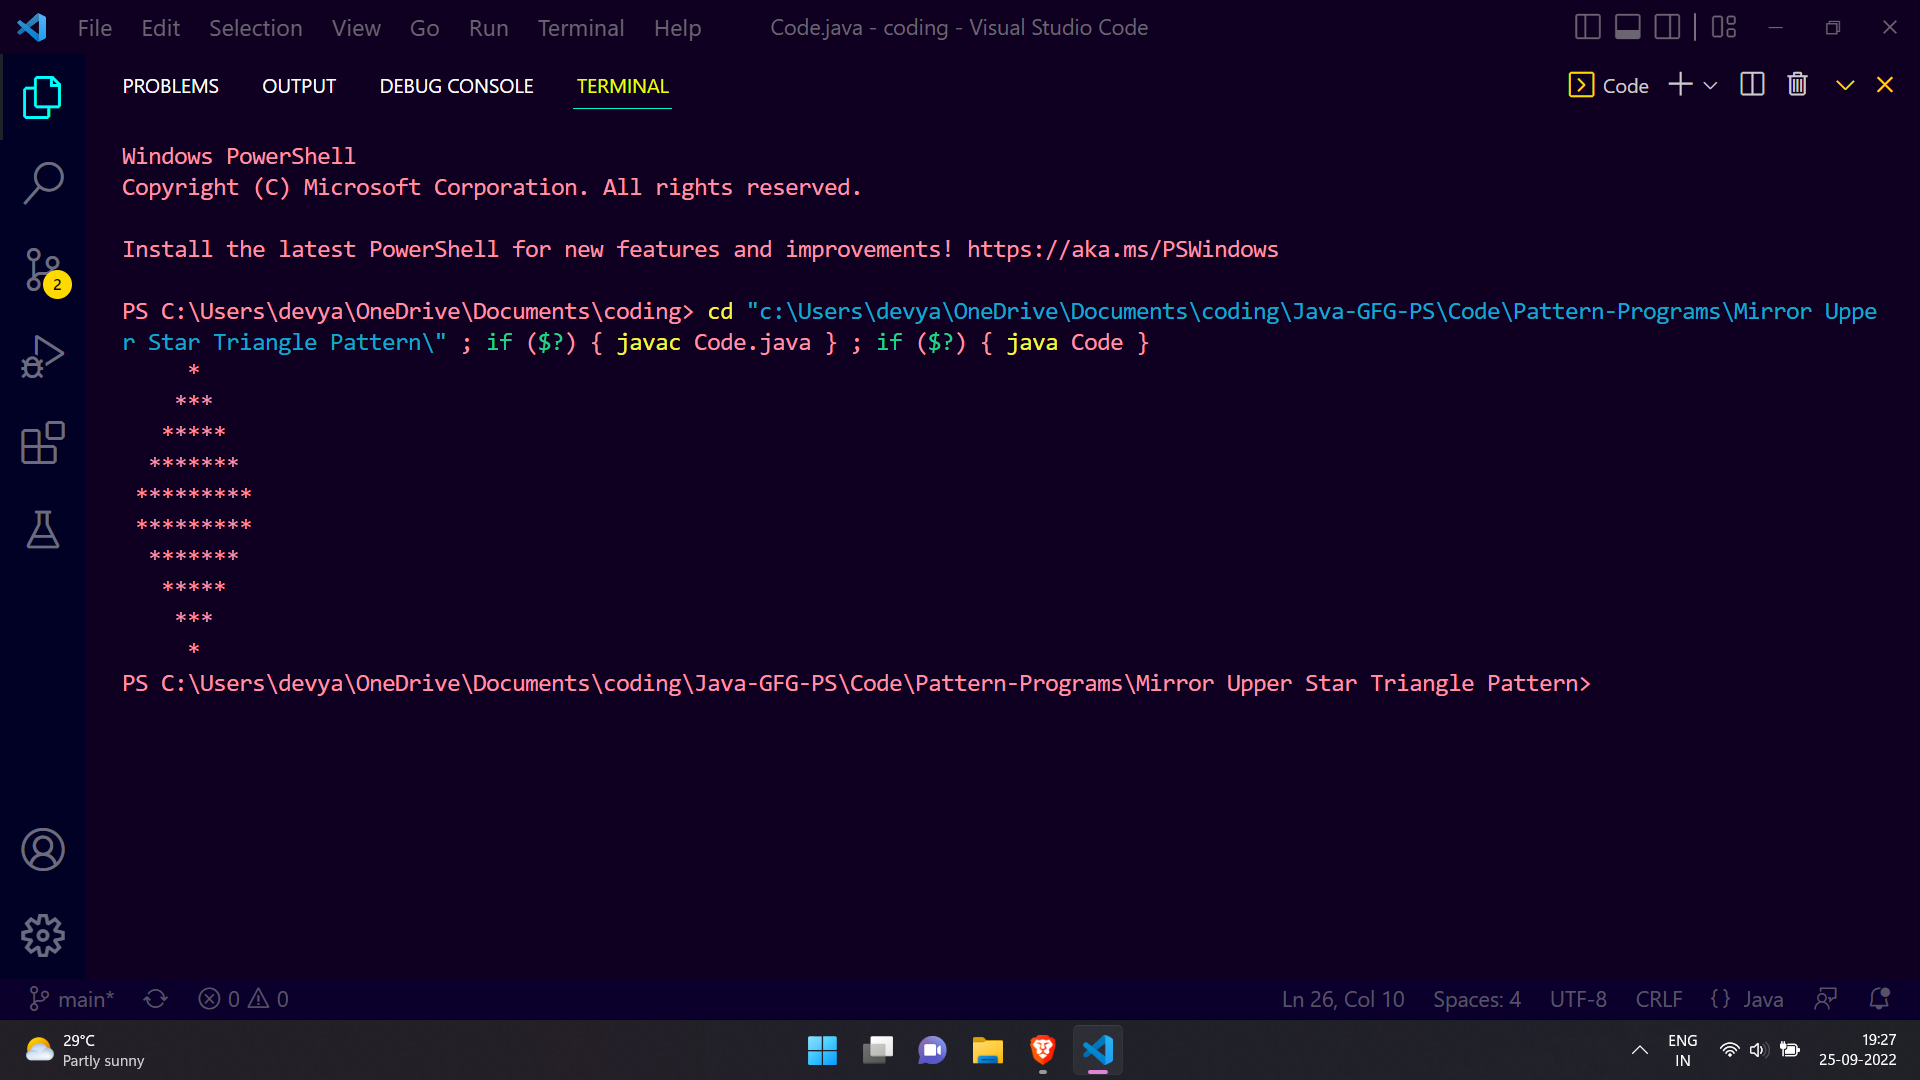 File Edit Selection View Go Run Terminal Help Code.java - coding - Visual Studio Code
PROBLEMS OUTPUT DEBUG CONSOLE TERMINAL Code
Windows PowerShell
Copyright (C) Microsoft Corporation. All rights reserved.
Install the latest PowerShell for new features and improvements! https://aka.ms/PSWindows
PS C:\Users\devya\OneDrive\Documents\coding> cd "c:\Users\devya\OneDrive\Documents\coding\Java-GFG-PS\Code\Pattern-Programs\Mirror Uppe
r Star Triangle Pattern\" ; if ($?) { javac Code.java } ; if ($?) { java Code }
     *
    ***
   *****
  *******
 *********
 *********
  *******
   *****
    ***
     *
PS C:\Users\devya\OneDrive\Documents\coding\Java-GFG-PS\Code\Pattern-Programs\Mirror Upper Star Triangle Pattern>
2
main* 0 0 Ln 26, Col 10 Spaces: 4 UTF-8 CRLF {} Java
29°C
Partly sunny
ENG
IN
19:27
25-09-2022